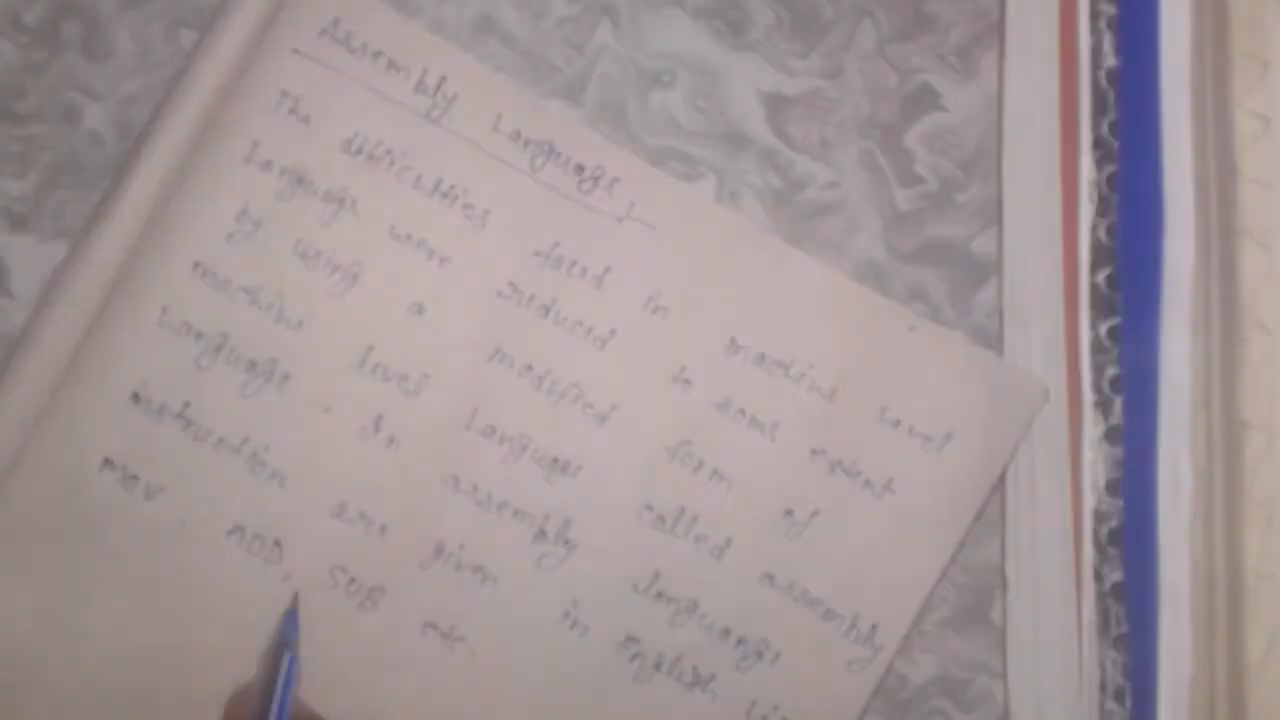 Assembly Language :-
The difficulties faced in machine level
Language were reduced to some extent
by using a modified form of
machine level Language called assembly
Language. In assembly language
instruction are given in English
MOV ADD, SUB etc.